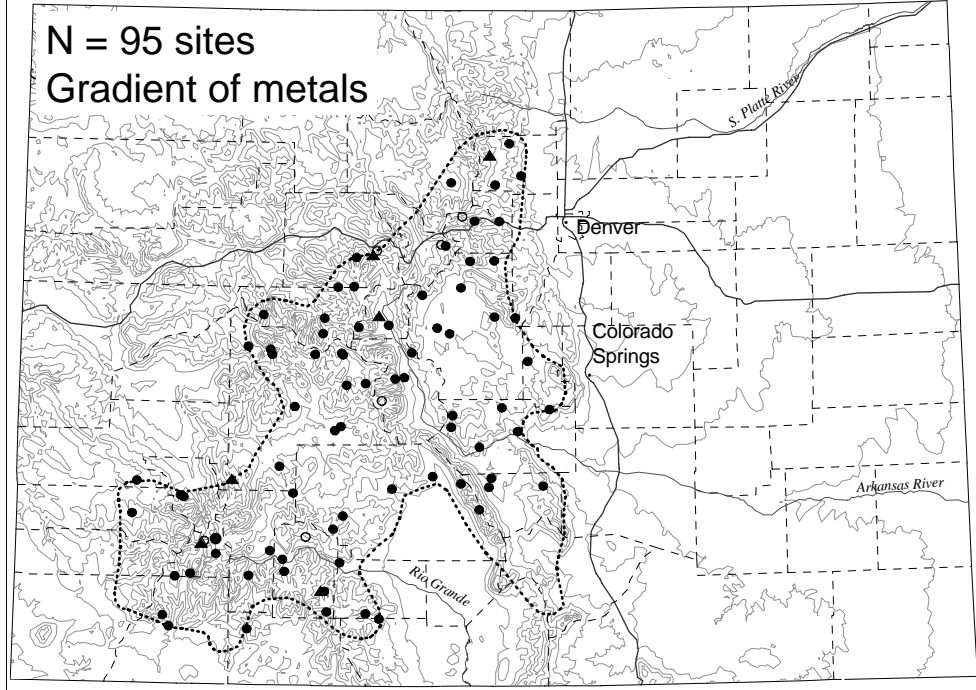 N = 95 sites
Gradient of metals
S. Platte River
Denver
Colorado
Springs
Arkansas River
Rio Grande